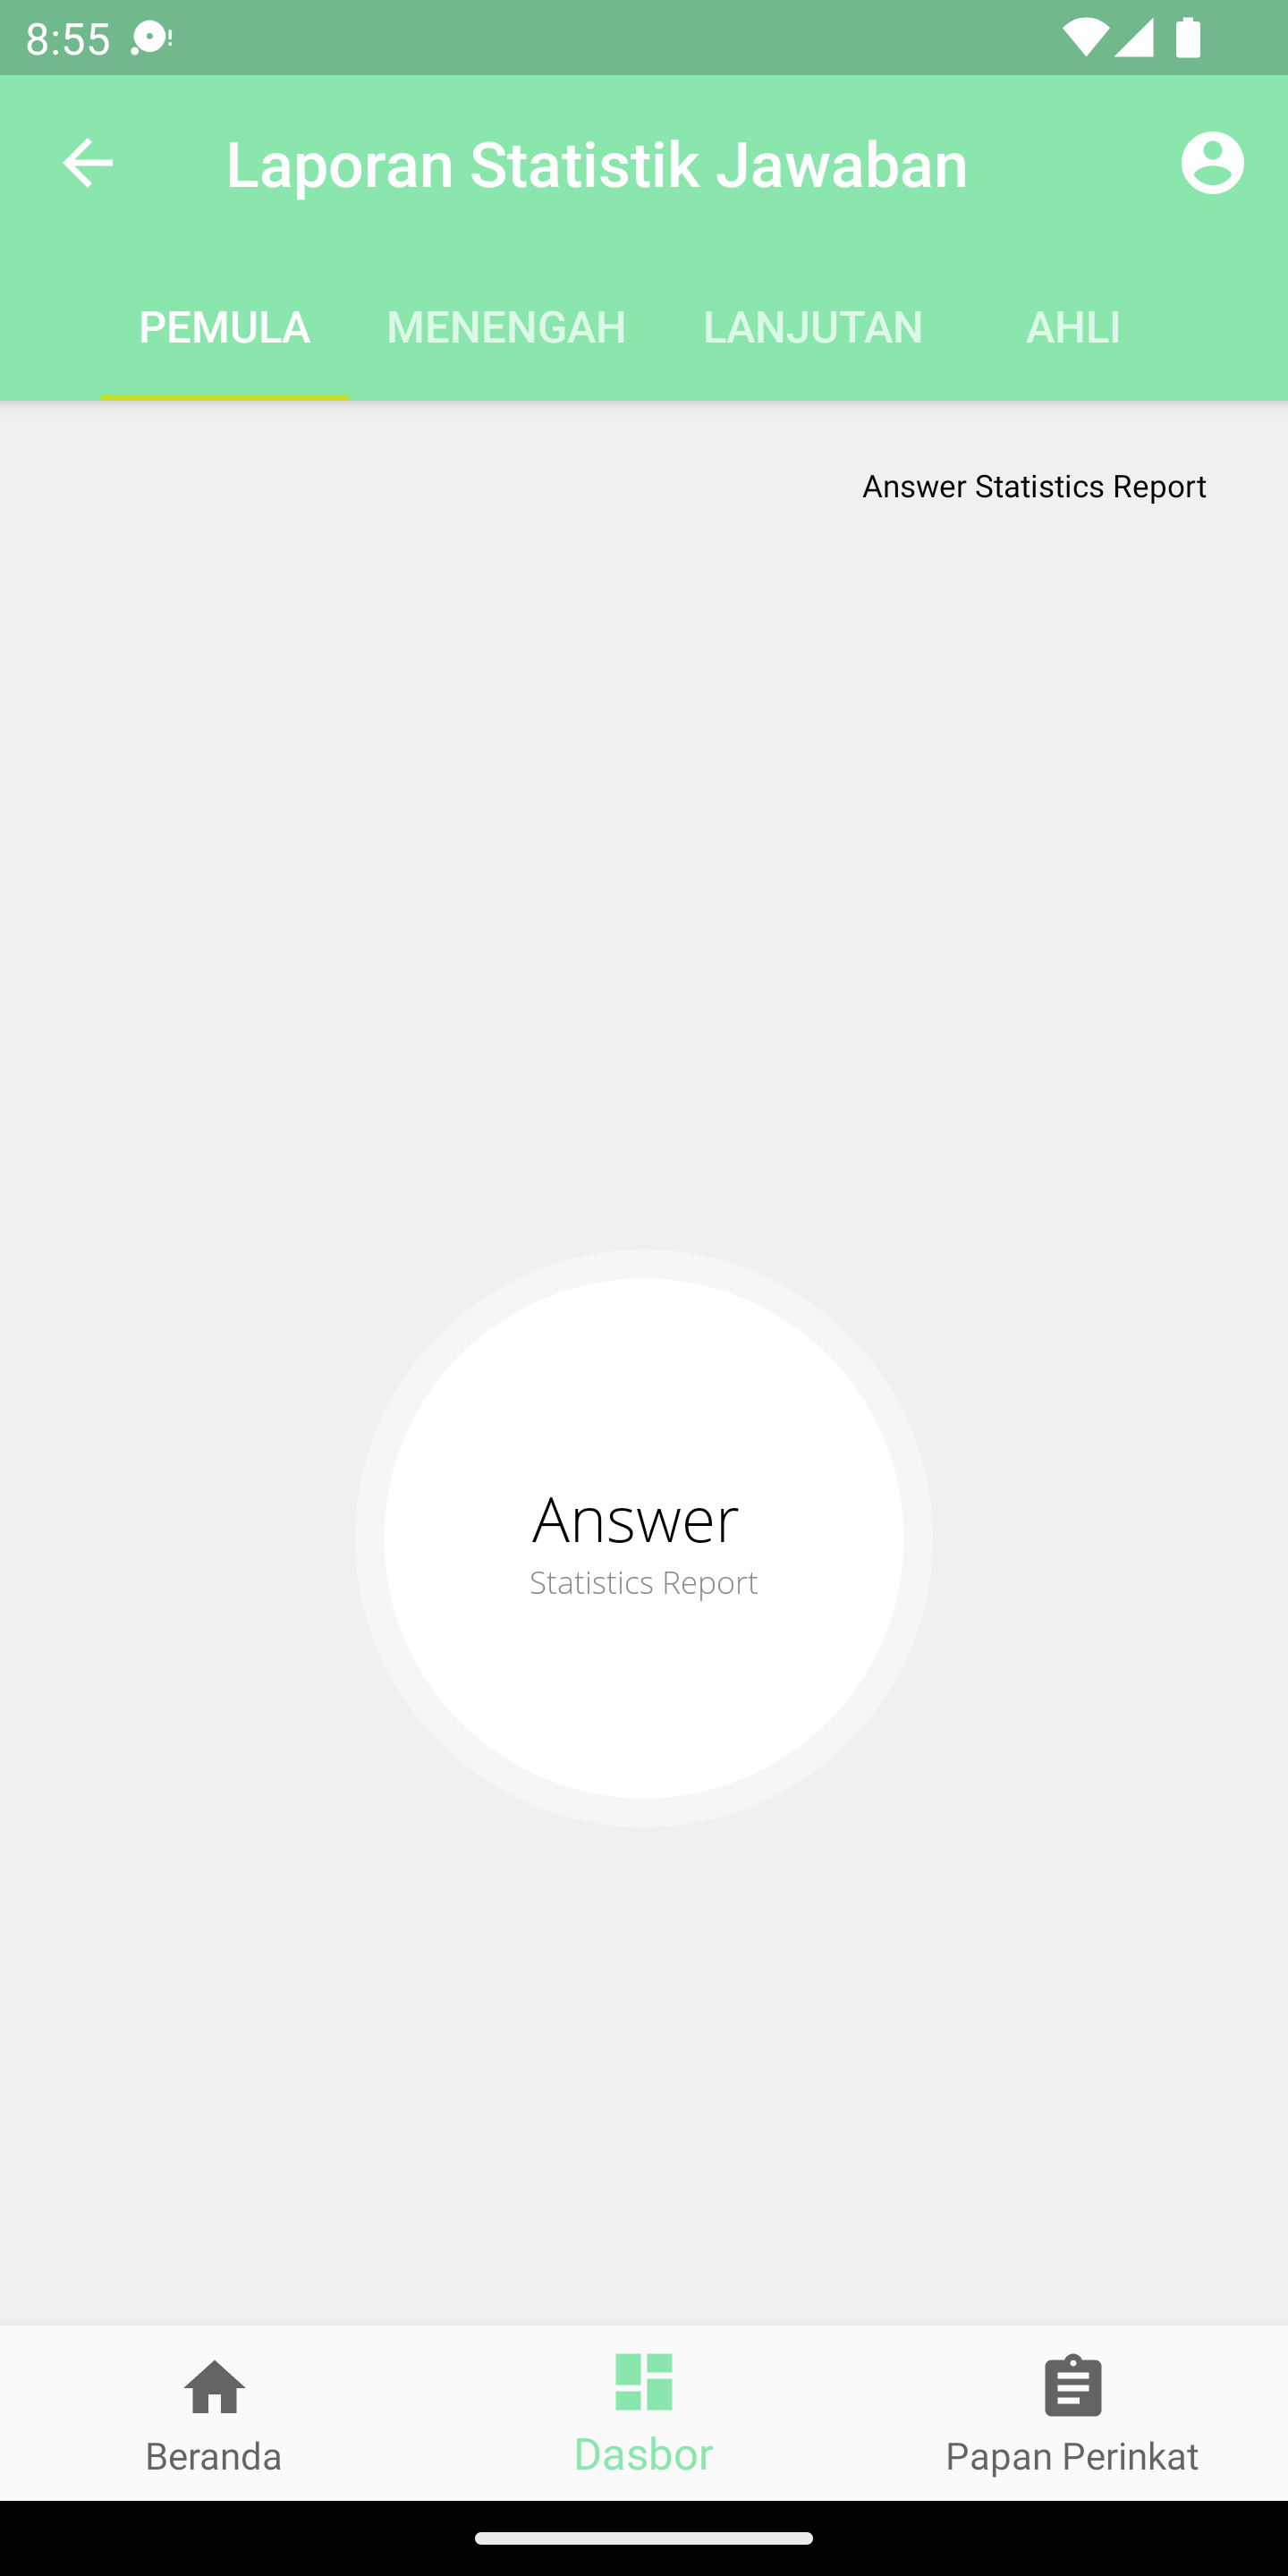 8:55
Laporan Statistik Jawaban
PEMULA MENENGAH LANJUTAN AHLI
Answer Statistics Report
Answer
Statistics Report
Beranda Dasbor Papan Perinkat